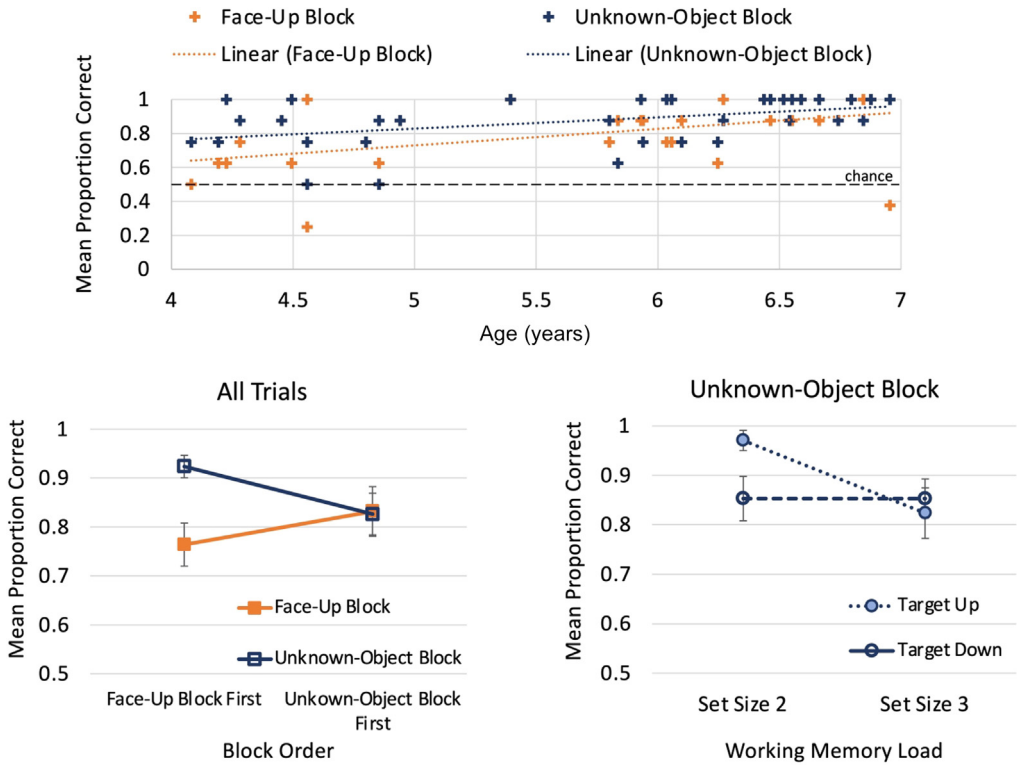 Face-Up Block
Unknown-Object Block
Linear (Face-Up Block)
Linear (Unknown-Object Block)
Mean Proportion Correct
1
0.8
0.6
0.4
0.2
0
chance
4
4.5
5
5.5
6
6.5
7
Age (years)
All Trials
Mean Proportion Correct
1
0.9
0.8
0.7
0.6
0.5
Face-Up Block
Unknown-Object Block
Face-Up Block First
Unkown-Object Block
First
Block Order
Unknown-Object Block
Mean Proportion Correct
1
0.9
0.8
0.7
0.6
0.5
Target Up
Target Down
Set Size 2
Set Size 3
Working Memory Load